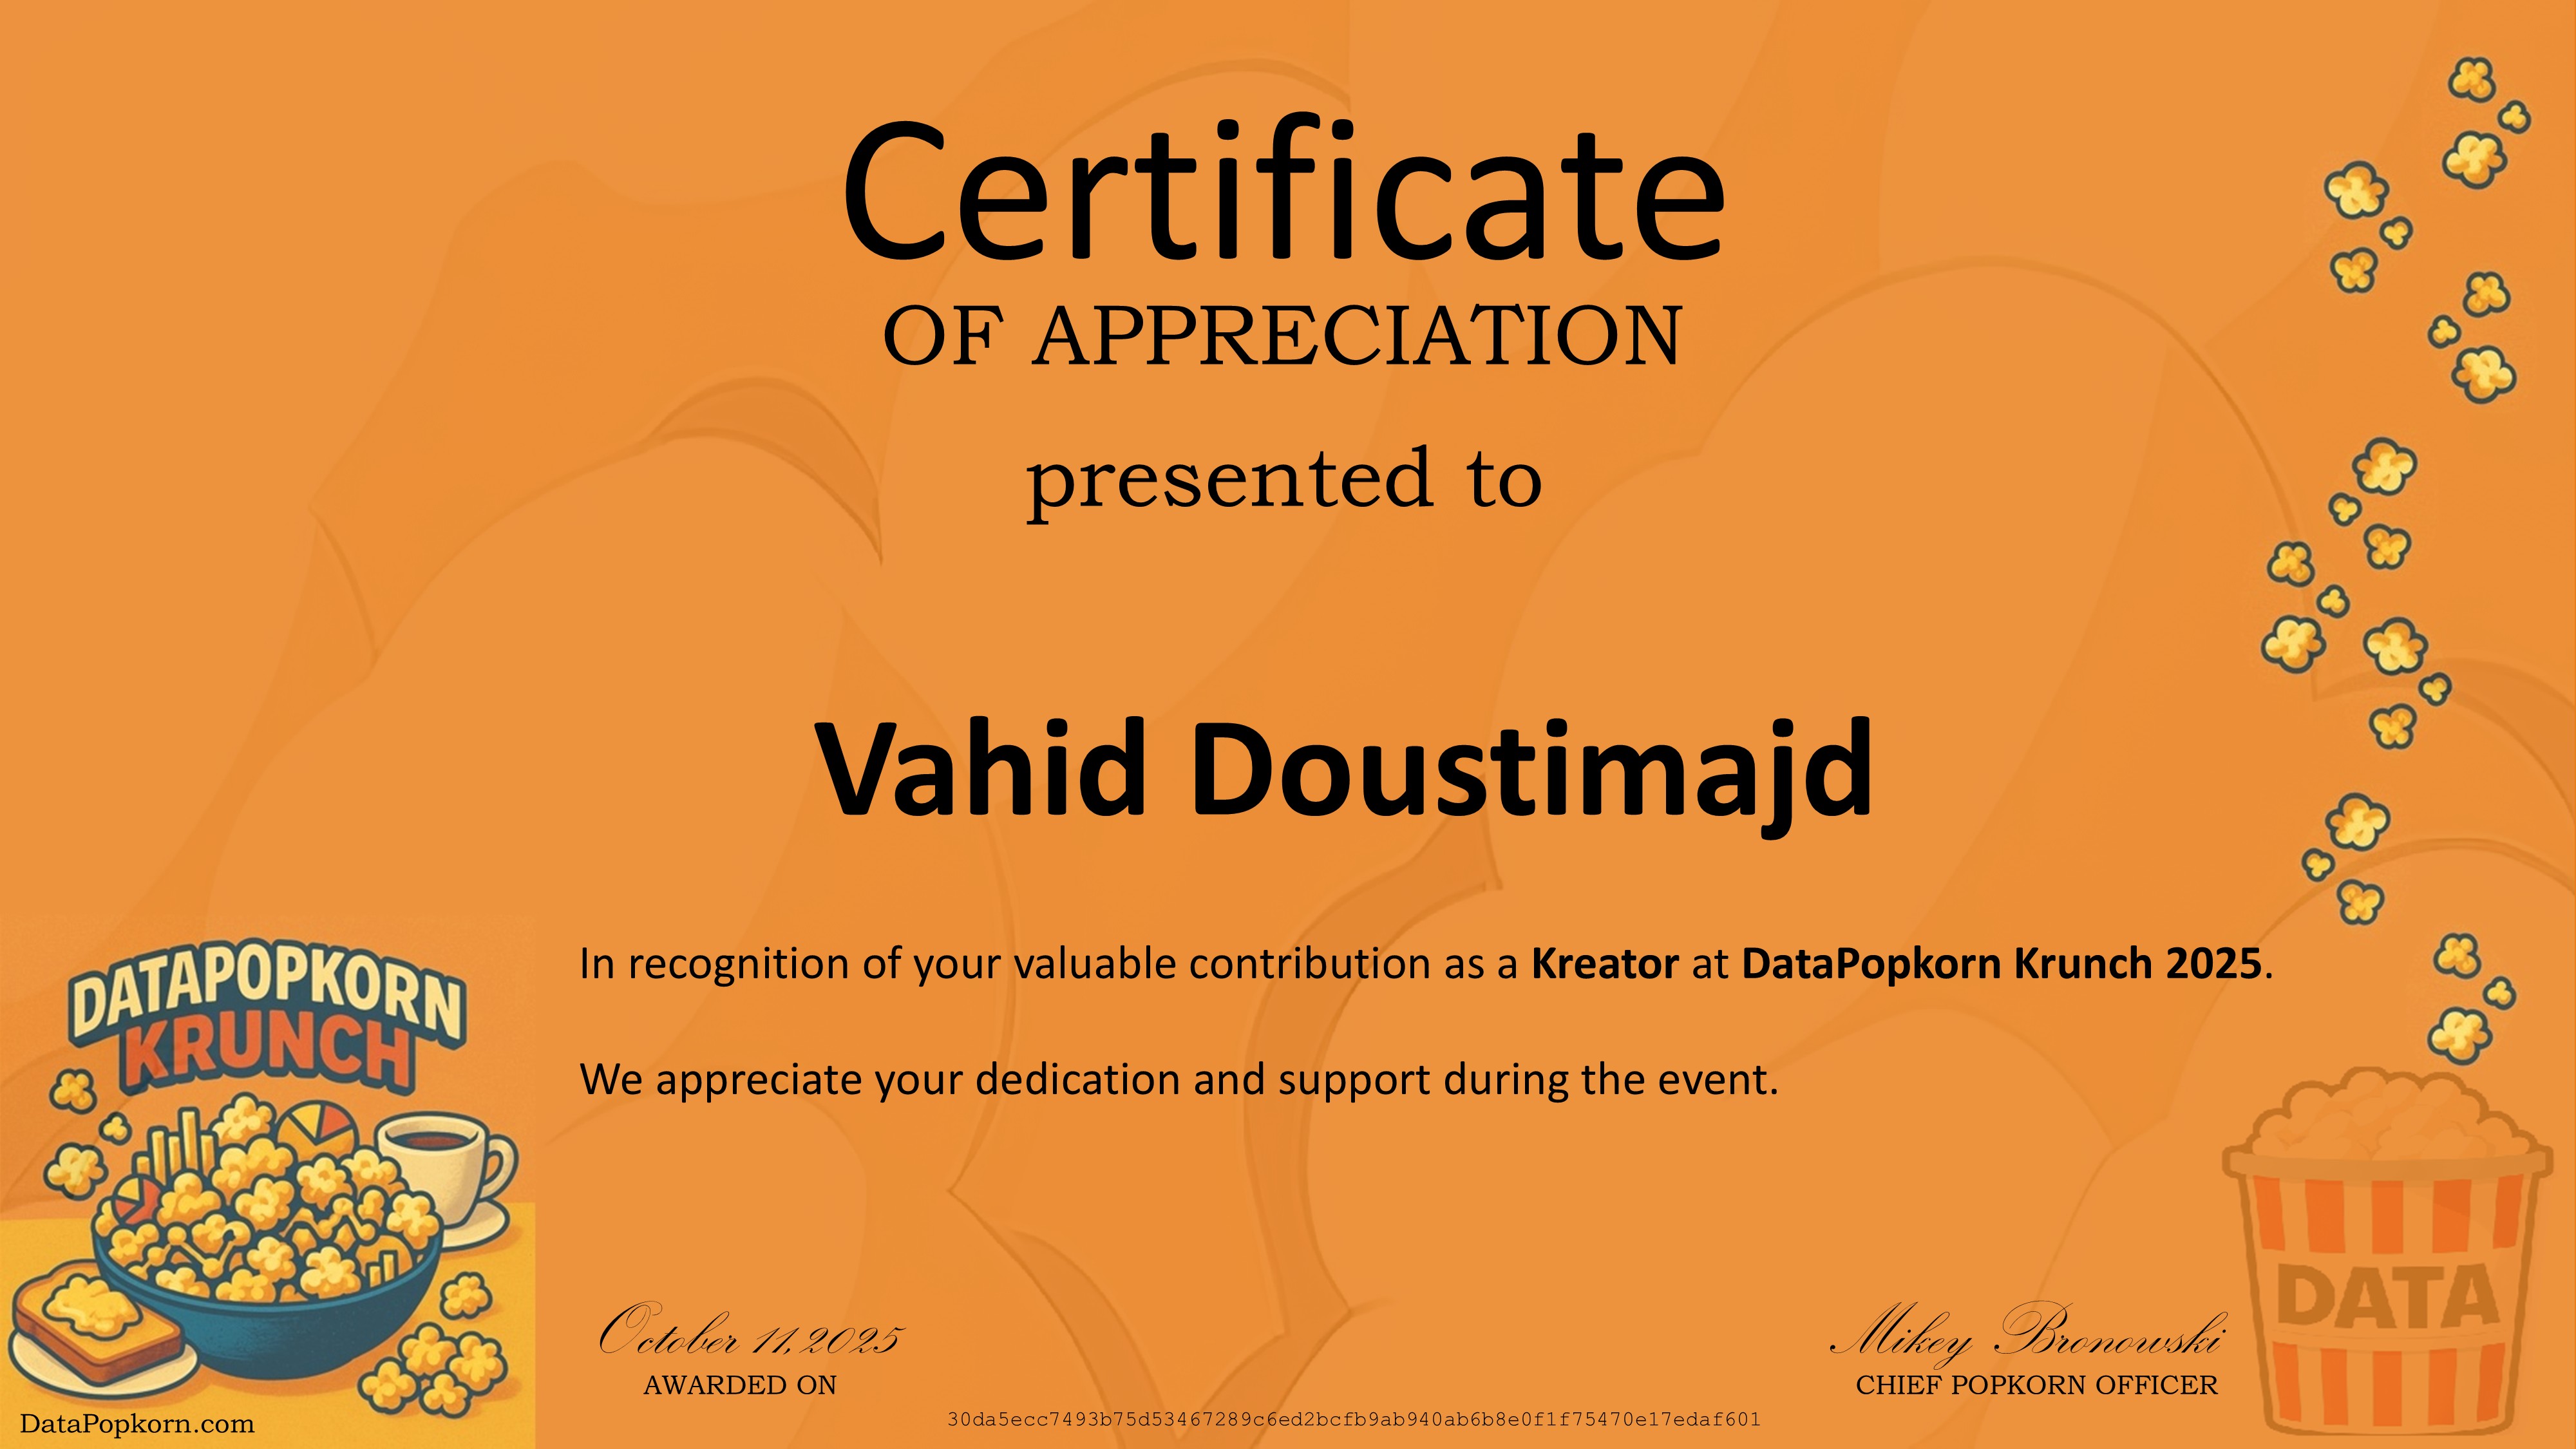 Certificate
OF APPRECIATION
presented to
Vahid Doustimajd
In recognition of your valuable contribution as a Kreator at DataPopkorn Krunch 2025.
We appreciate your dedication and support during the event.
DATAPOPKORN
KRUNCH
DATA
October 11, 2025
AWARDED ON
Mikey Bronowski
CHIEF POPKORN OFFICER
30da5ecc7493b75d53467289c6ed2bcfb9ab940ab6b8e0f1f75470e17edaf601
DataPopkorn.com